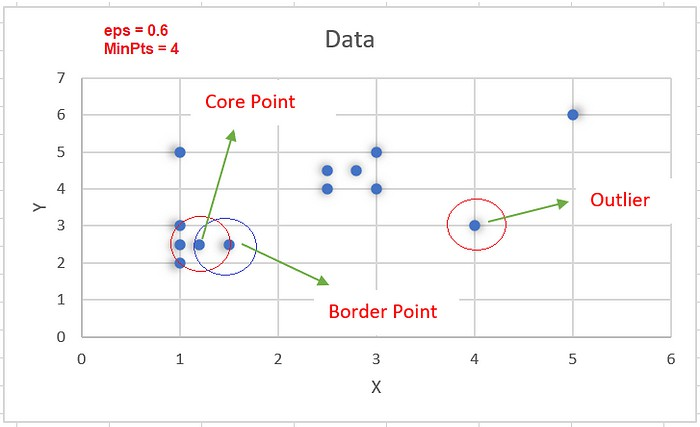 eps = 0.6
MinPts = 4
Data
7
Core Point
6
5
4
Outlier
Y
3
2
1
Border Point
0
0 1 2 3 4 5 6
X